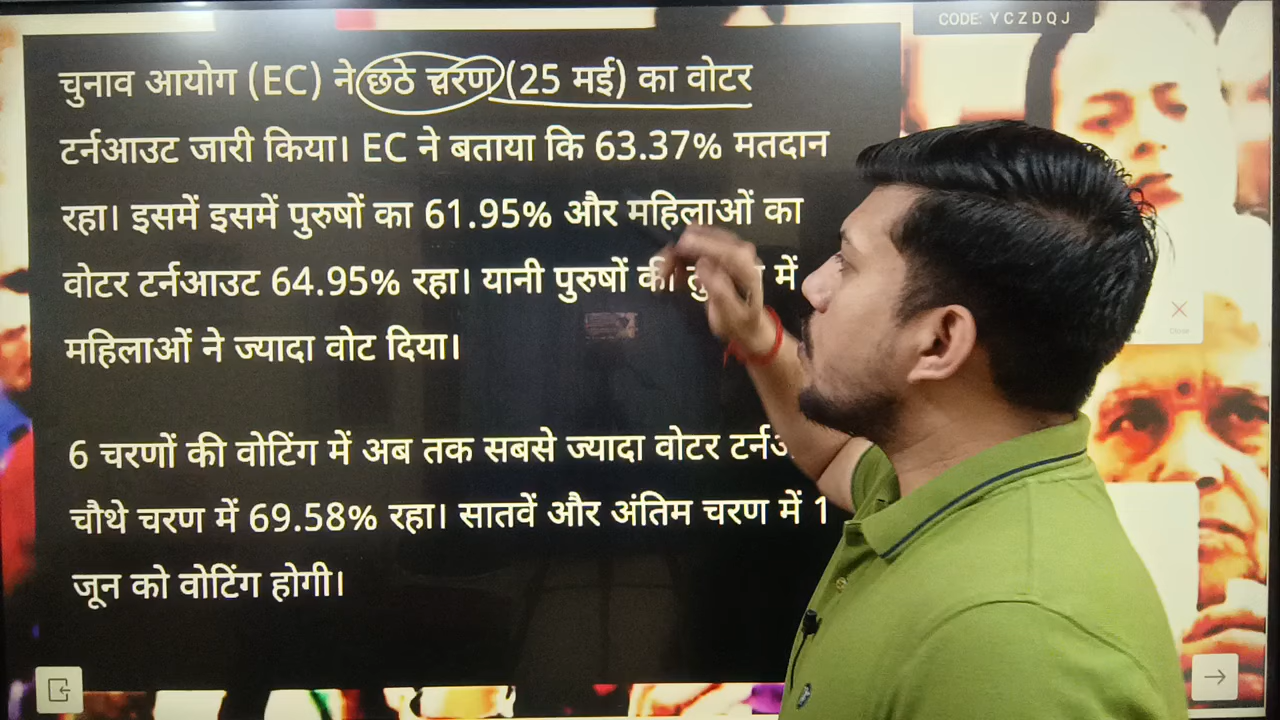 CODE: YCZDQJ
चुनाव आयोग (EC) ने छठे चरण (25 मई) का वोटर
टर्नआउट जारी किया। EC ने बताया कि 63.37% मतदान
रहा। इसमें इसमें पुरुषों का 61.95% और महिलाओं का
वोटर टर्नआउट 64.95% रहा। यानी पुरुषों की में
महिलाओं ने ज्यादा वोट दिया।
6 चरणों की वोटिंग में अब तक सबसे ज्यादा वोटर
चौथे चरण में 69.58% रहा। सातवें और अंतिम चरण में 1
जून को वोटिंग होगी।
Close